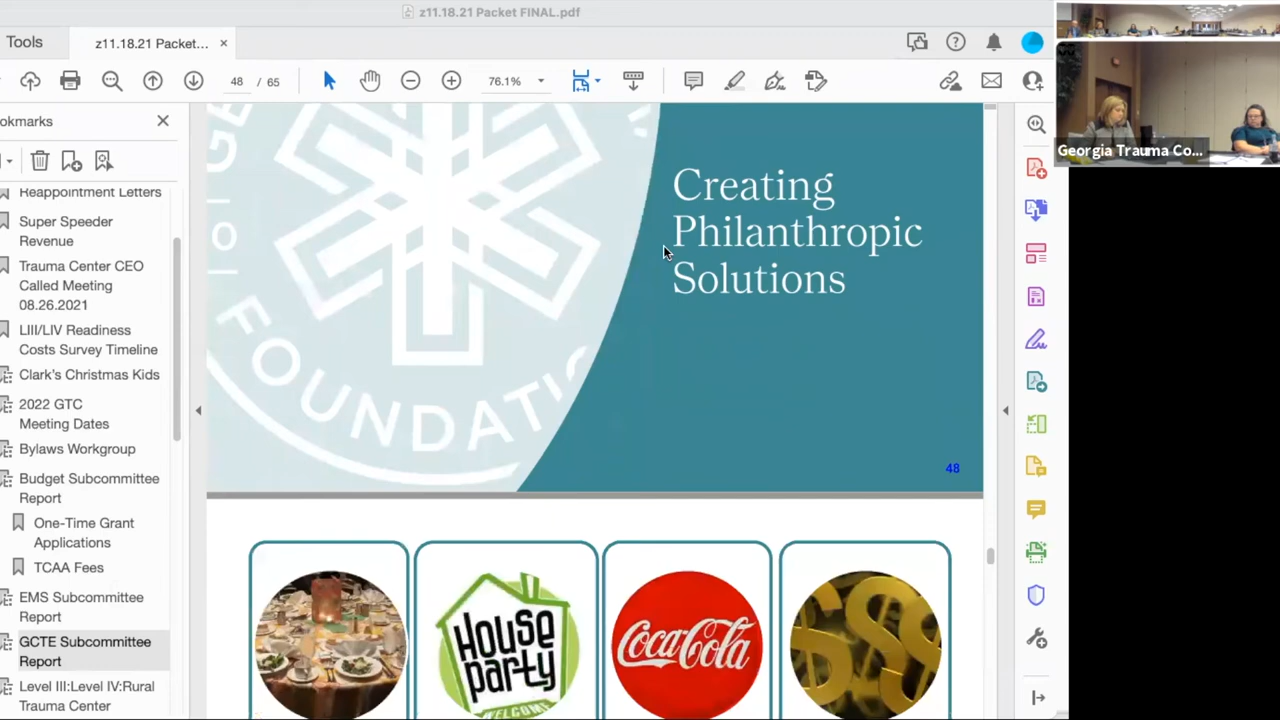 z11.18.21 Packet FINAL.pdf
Tools
z11.18.21 Packet... ×
48 / 65
76.1%
okmarks
Reappointment Letters
Super Speeder
Revenue
Trauma Center CEO
Called Meeting
08.26.2021
LIII/LIV Readiness
Costs Survey Timeline
Clark's Christmas Kids
2022 GTC
Meeting Dates
Bylaws Workgroup
Budget Subcommittee
Report
One-Time Grant
Applications
TCAA Fees
EMS Subcommittee
Report
GCTE Subcommittee
Report
Level III:Level IV:Rural
Trauma Center
FOUNDATI
Creating
Philanthropic
Solutions
48
House
party
WELCOME
Coca-Cola
$$$
Georgia Trauma Co...